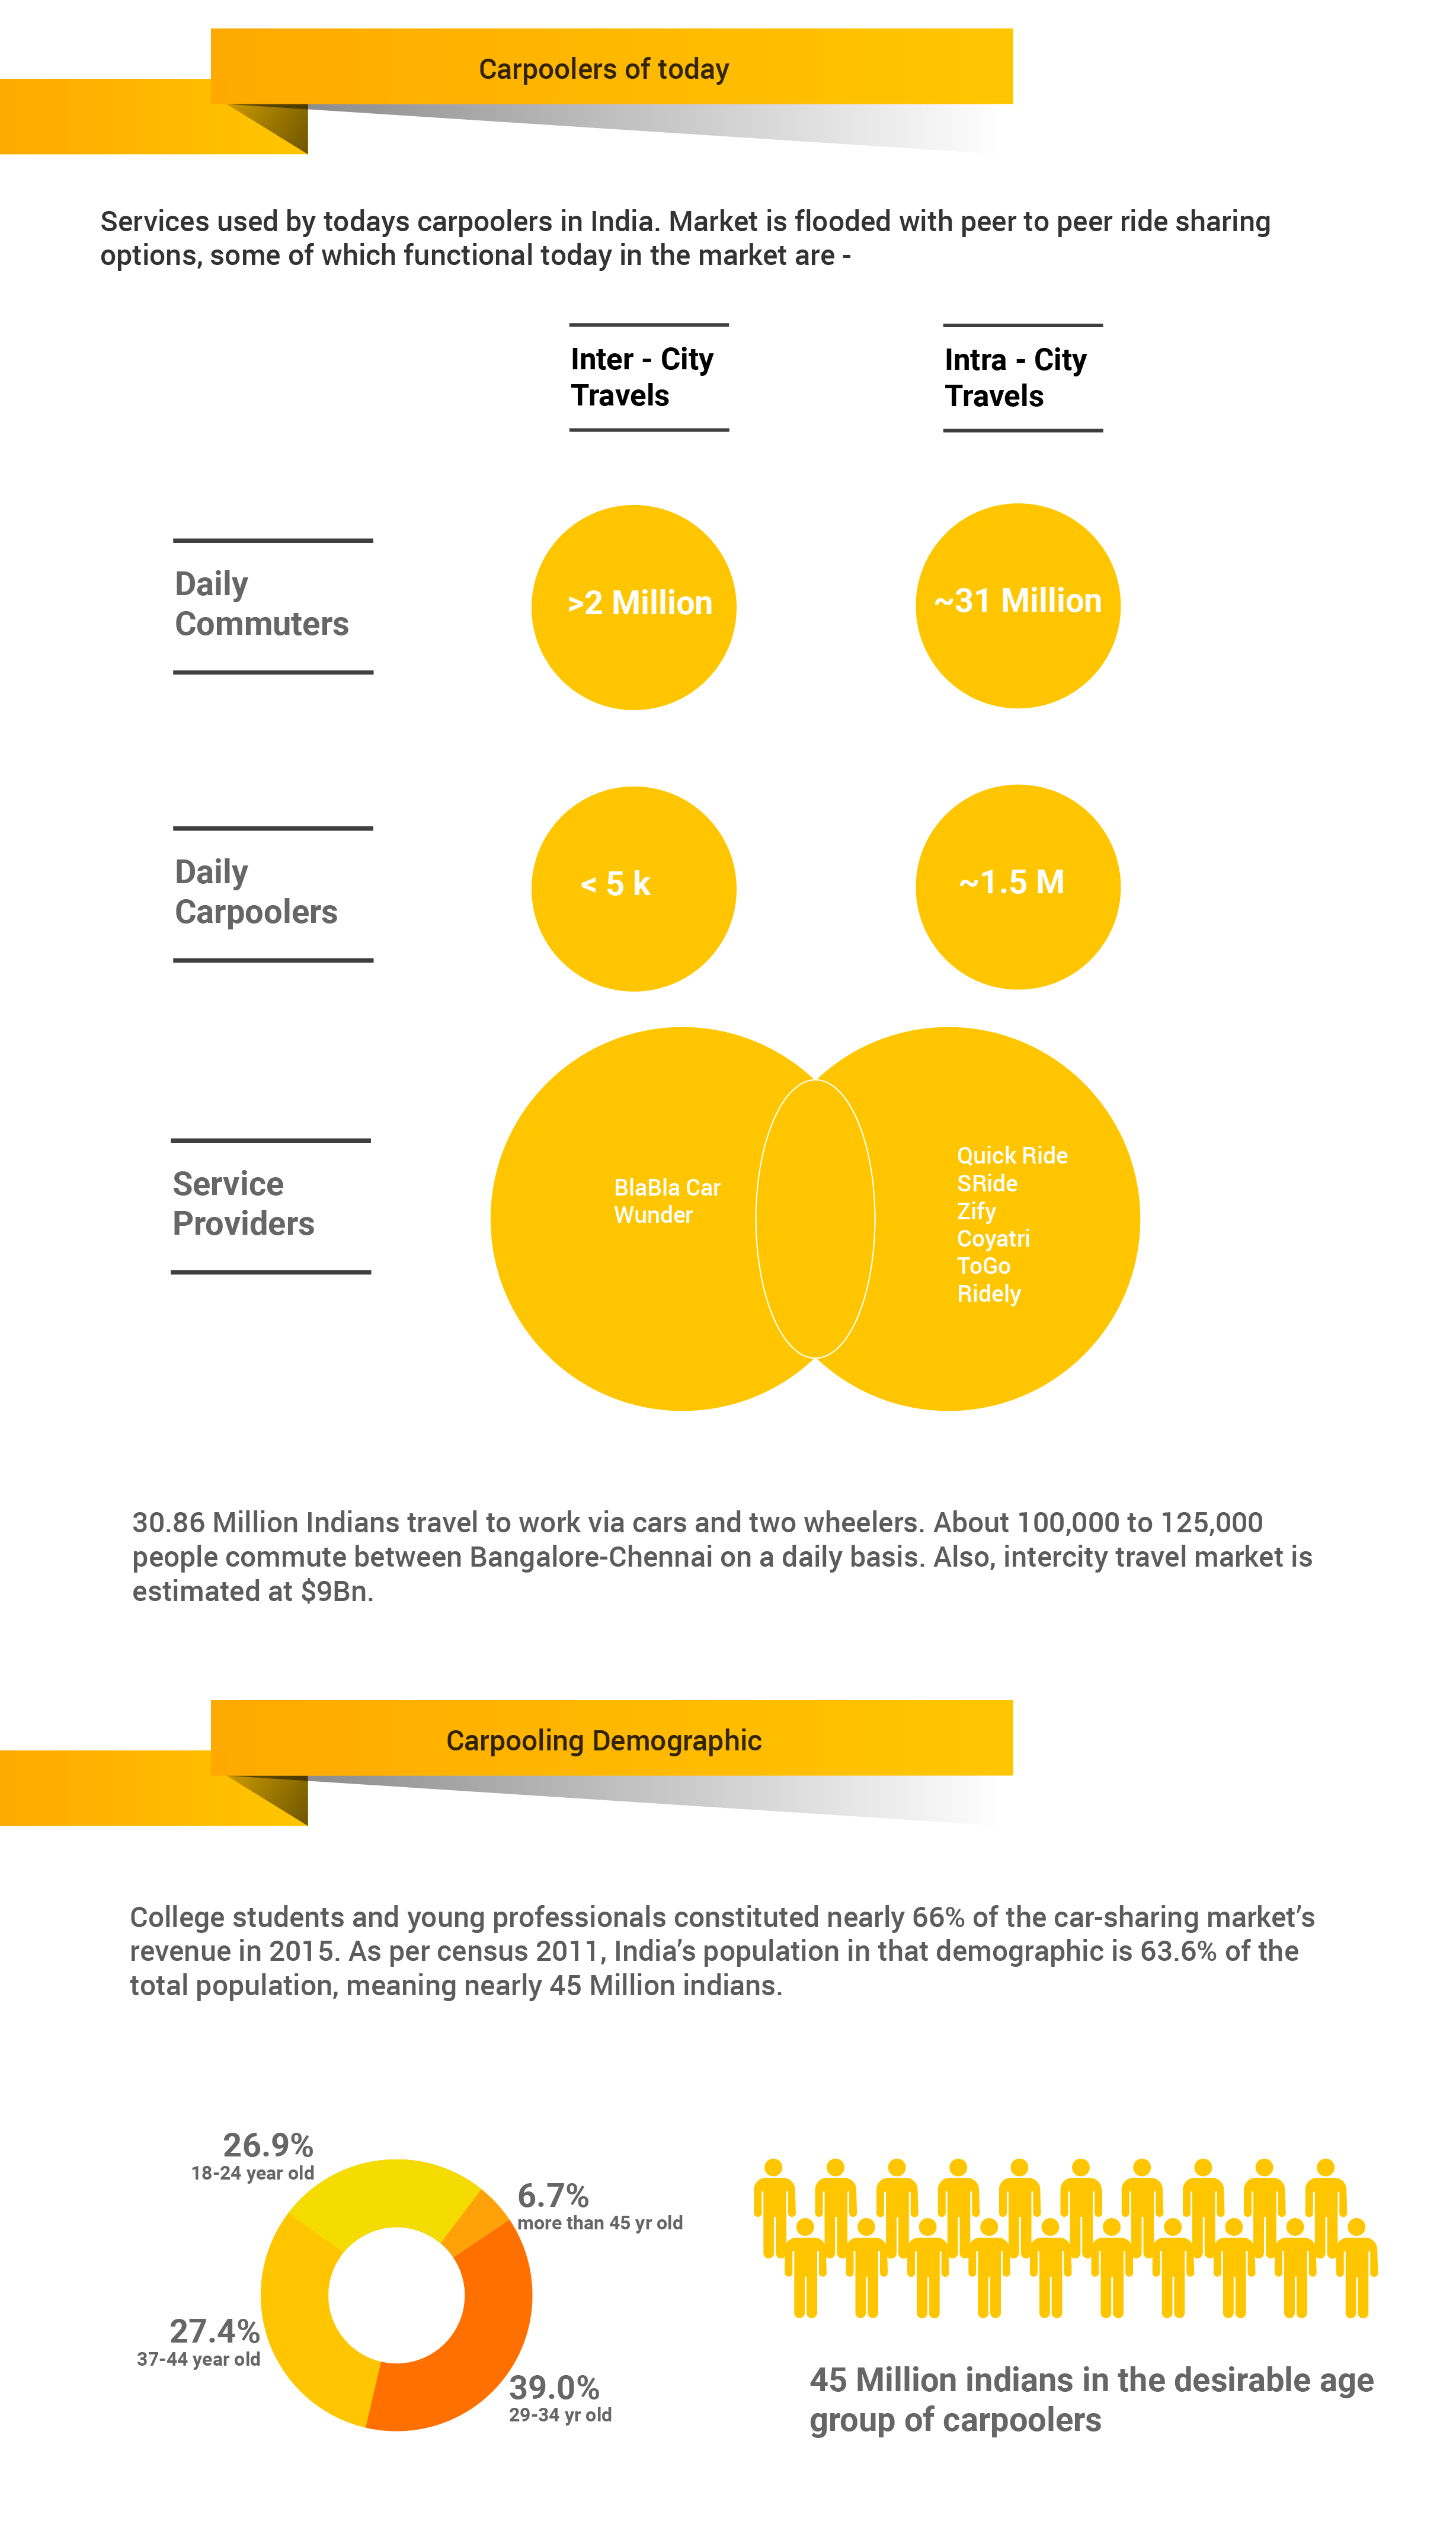 Carpoolers of today
Services used by todays carpoolers in India. Market is flooded with peer to peer ride sharing
options, some of which functional today in the market are -
Inter - City
Travels
Intra - City
Travels
Daily
Commuters
>2 Million
~31 Million
Daily
Carpoolers
< 5 k
~1.5 M
Service
Providers
BlaBla Car
Wunder
Quick Ride
SRide
Zify
Coyatri
ToGo
Ridely
30.86 Million Indians travel to work via cars and two wheelers. About 100,000 to 125,000
people commute between Bangalore-Chennai on a daily basis. Also, intercity travel market is
estimated at $9Bn.
Carpooling Demographic
College students and young professionals constituted nearly 66% of the car-sharing market’s
revenue in 2015. As per census 2011, India’s population in that demographic is 63.6% of the
total population, meaning nearly 45 Million indians.
26.9%
18-24 year old
6.7%
more than 45 yr old
27.4%
37-44 year old
39.0%
29-34 yr old
45 Million indians in the desirable age
group of carpoolers